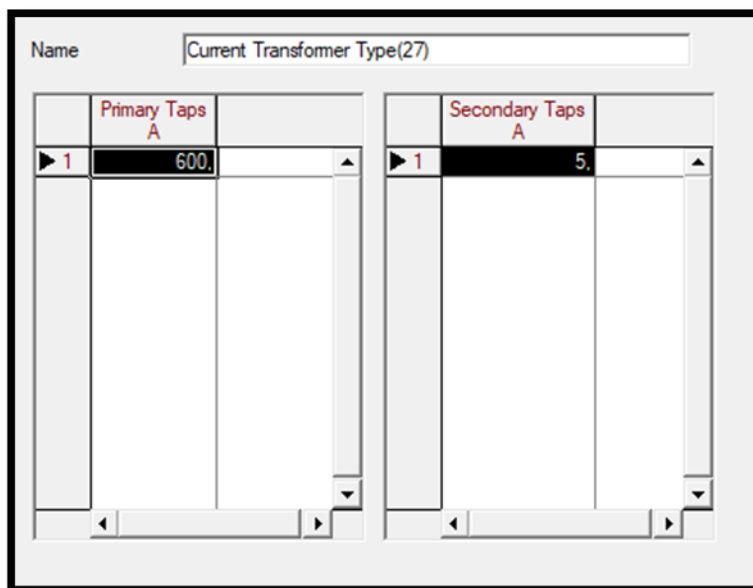 Name Current Transformer Type(27)
Primary Taps
A
1 600,
Secondary Taps
A
1 5,